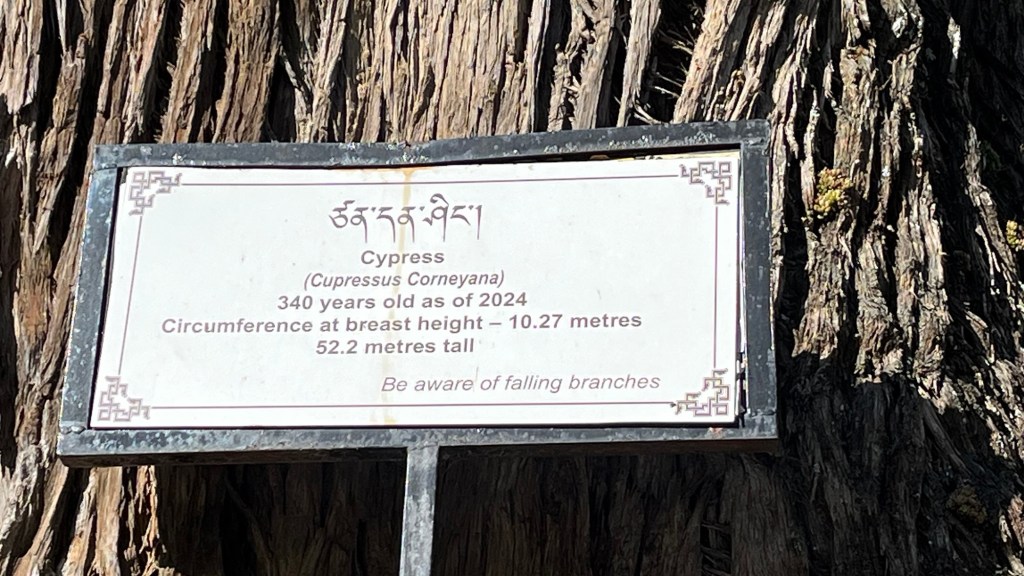 ཙོན་དན་ཤིང་།
Cypress
(Cupressus Corneyana)
340 years old as of 2024
Circumference at breast height – 10.27 metres
52.2 metres tall
Be aware of falling branches